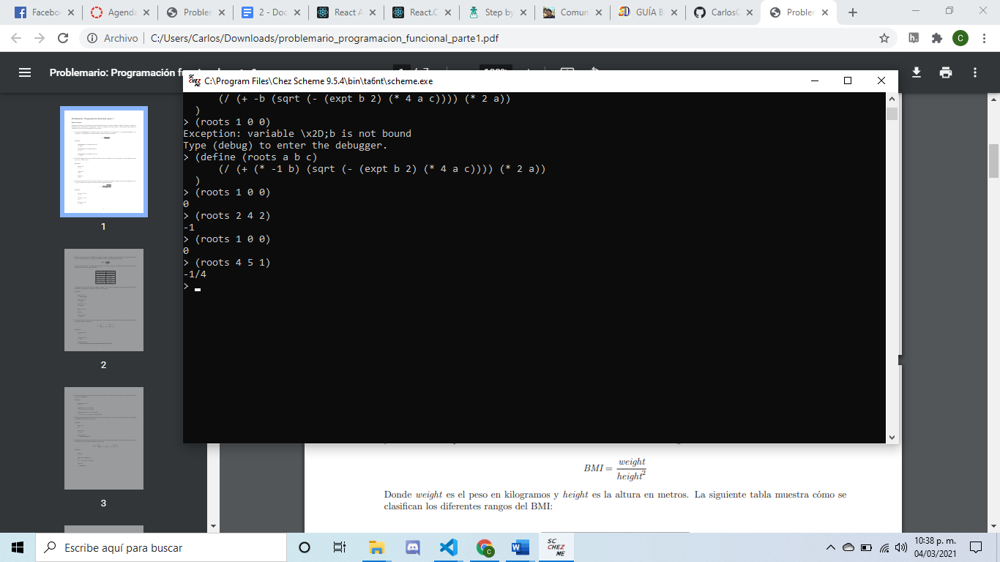 Facebo
Agenda
Probler
2 - Doc
React A
React.C
Step by
Comun
GUÍA B
CarlosC
Probler
Archivo
C:/Users/Carlos/Downloads/problemario_programacion_funcional_parte1.pdf
C
Problemario: Programación
C:\Program Files\Chez Scheme 9.5.4\bin\ta6nt\scheme.exe
(/ (+ -b (sqrt (- (expt b 2) (* 4 a c)))) (* 2 a))
)
> (roots 1 0 0)
Exception: variable \x2D;b is not bound
Type (debug) to enter the debugger.
> (define (roots a b c)
(/ (+ (* -1 b) (sqrt (- (expt b 2) (* 4 a c)))) (* 2 a))
)
> (roots 1 0 0)
0
> (roots 2 4 2)
-1
> (roots 1 0 0)
0
> (roots 4 5 1)
-1/4
>
1
2
3
BMI = weight
height²
Donde weight es el peso en kilogramos y height es la altura en metros. La siguiente tabla muestra cómo se
clasifican los diferentes rangos del BMI:
Escribe aquí para buscar
SC
CHEZ
ME
10:38 p. m.
04/03/2021